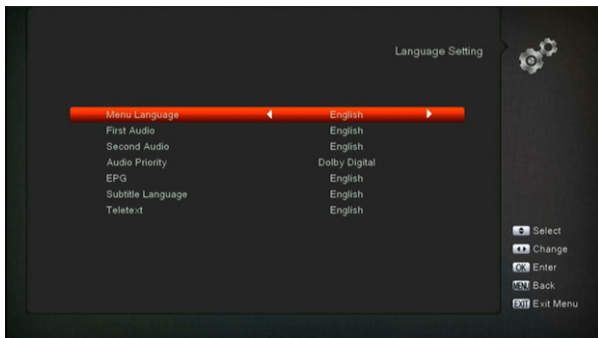 Language Setting
Menu Language English
First Audio English
Second Audio English
Audio Priority Dolby Digital
EPG English
Subtitle Language English
Teletext English
Select
Change
OK Enter
MENU Back
EXIT Exit Menu